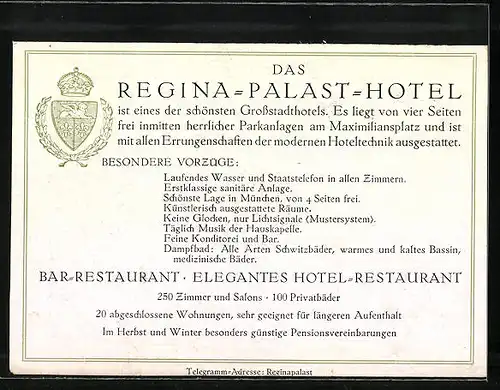 DAS
REGINA=PALAST=HOTEL
ist eines der schönsten Großstadthotels. Es liegt von vier Seiten
frei inmitten herrlicher Parkanlagen am Maximiliansplatz und ist
mit allen Errungenschaften der modernen Hoteltechnik ausgestattet.
BESONDERE VORZÜGE:
Laufendes Wasser und Staatstelefon in allen Zimmern.
Erstklassige sanitäre Anlage.
Schönste Lage in München, von 4 Seiten frei.
Künstlerisch ausgestattete Räume.
Keine Glocken, nur Lichtsignale (Mustersystem).
Täglich Musik der Hauskapelle.
Feine Konditorei und Bar.
Dampfbad: Alle Arten Schwitzbäder, warmes und kaltes Bassin,
medizinische Bäder.
BAR=RESTAURANT · ELEGANTES HOTEL=RESTAURANT
250 Zimmer und Salons · 100 Privatbäder
20 abgeschlossene Wohnungen, sehr geeignet für längeren Aufenthalt
Im Herbst und Winter besonders günstige Pensionsvereinbarungen
Telegramm=Adresse: Reginapalast